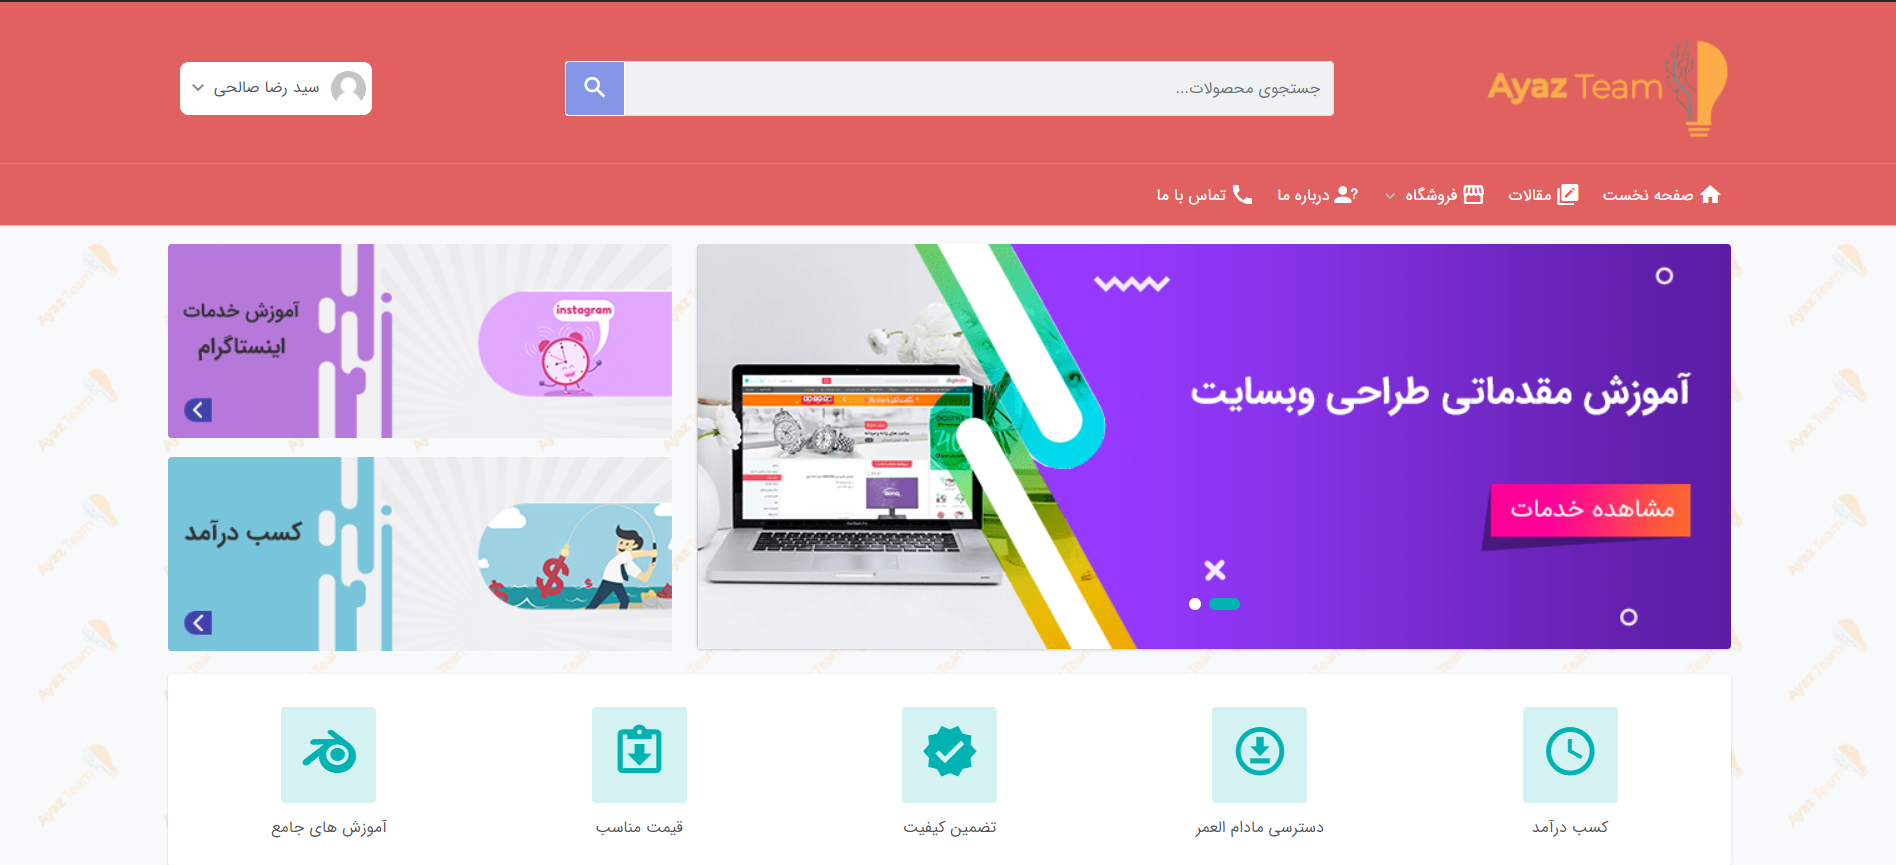 Ayaz Team
جستجوی محصولات...
سید رضا صالحی
صفحه نخست
مقالات
فروشگاه
درباره ما
تماس با ما
آموزش مقدماتی طراحی وبسایت
مشاهده خدمات
instagram
آموزش خدمات
اینستاگرام
کسب درآمد
کسب درآمد
دسترسی مادام العمر
تضمین کیفیت
قیمت مناسب
آموزش های جامع